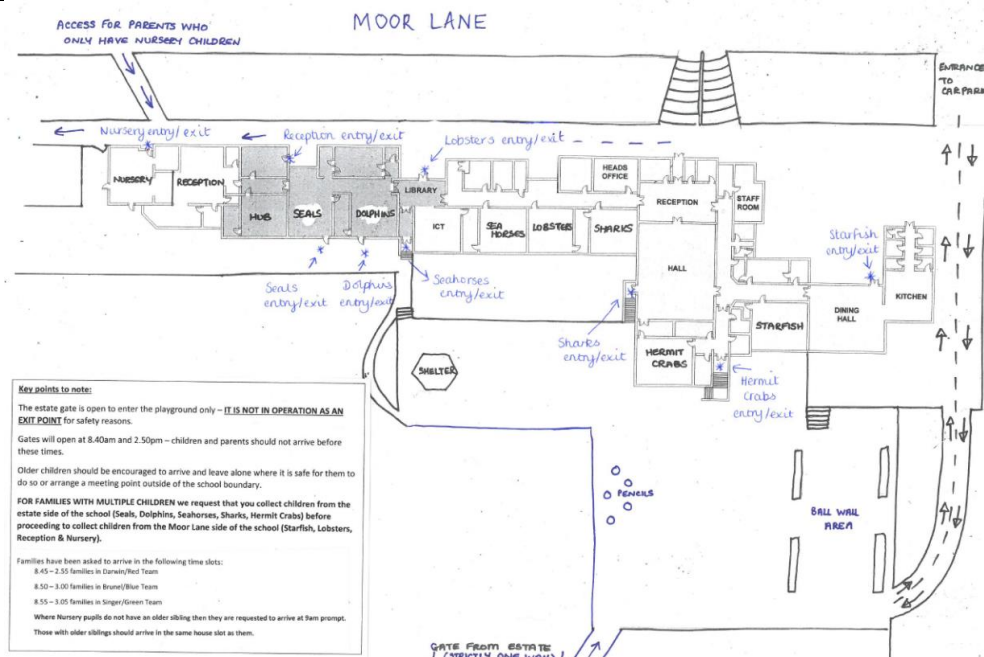 MOOR LANE
ACCESS FOR PARENTS WHO
ONLY HAVE NURSERY CHILDREN
ENTRANCE
TO
CAR PARK
Nursery entry/exit
Reception entry/exit
Lobsters entry/exit
NURSERY
RECEPTION
HUB
SEALS
DOLPHINS
LIBRARY
ICT
SEA
HORSES
LOBSTERS
SHARKS
HEADS
OFFICE
RECEPTION
STAFF
ROOM
HALL
Starfish
entry/exit
KITCHEN
DINING
HALL
STARFISH
HERMIT
CRABS
Seals
entry/exit
Dolphins
entry/exit
Seahorses
entry/exit
Sharks
entry/exit
Hermit
Crabs
entry/exit
SHELTER
PENCILS
BALL WALL
AREA
Key points to note:
The estate gate is open to enter the playground only – IT IS NOT IN OPERATION AS AN
EXIT POINT for safety reasons.
Gates will open at 8.40am and 2.50pm – children and parents should not arrive before
these times.
Older children should be encouraged to arrive and leave alone where it is safe for them to
do so or arrange a meeting point outside of the school boundary.
FOR FAMILIES WITH MULTIPLE CHILDREN we request that you collect children from the
estate side of the school (Seals, Dolphins, Seahorses, Sharks, Hermit Crabs) before
proceeding to collect children from the Moor Lane side of the school (Starfish, Lobsters,
Reception & Nursery).
Families have been asked to arrive in the following time slots:
8.45 – 2.55 families in Darwin/Red Team
8.50 – 3.00 families in Brunel/Blue Team
8.55 – 3.05 families in Singer/Green Team
Where Nursery pupils do not have an older sibling then they are requested to arrive at 9am prompt.
Those with older siblings should arrive in the same house slot as them.
GATE FROM ESTATE
(STRICTLY ONE WAY)